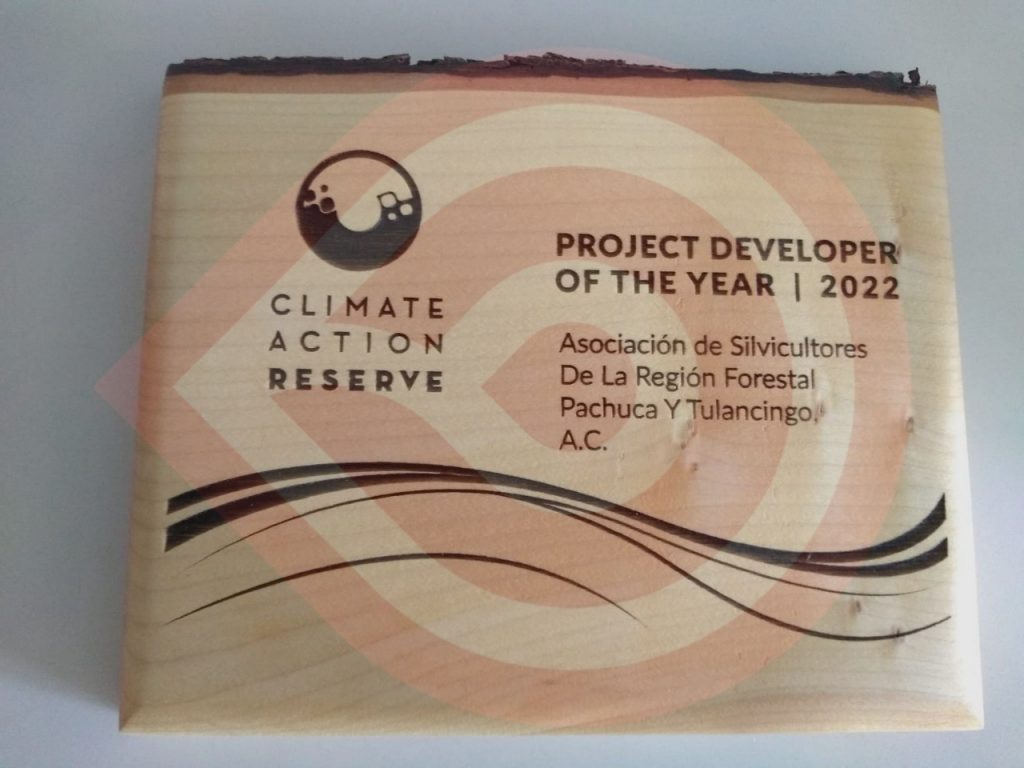 CLIMATE
ACTION
RESERVE
PROJECT DEVELOPER
OF THE YEAR | 2022
Asociación de Silvicultores
De La Región Forestal
Pachuca Y Tulancingo,
A.C.